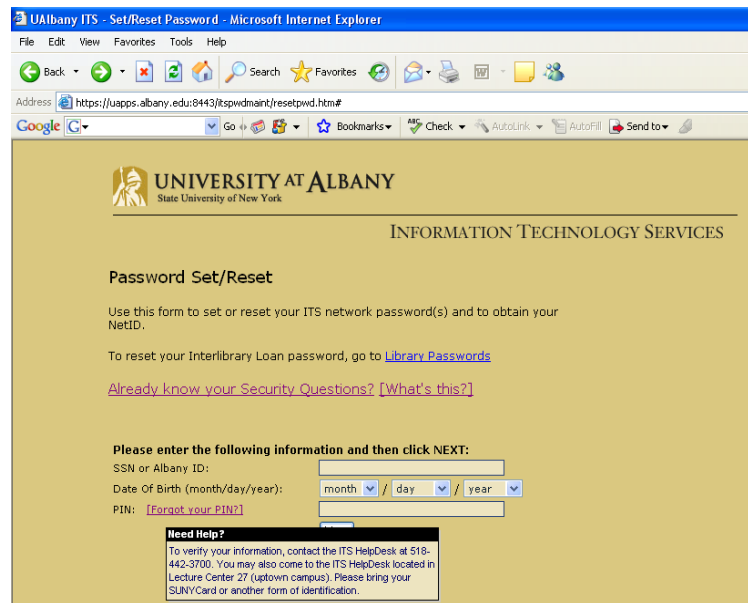 UAlbany ITS - Set/Reset Password - Microsoft Internet Explorer
File Edit View Favorites Tools Help
Back Search Favorites
Address https://uapps.albany.edu:8443/itspwdmaint/resetpwd.htm#
Google G Go Bookmarks ABC Check AutoLink AutoFill Send to
UNIVERSITY AT ALBANY
State University of New York
INFORMATION TECHNOLOGY SERVICES
Password Set/Reset
Use this form to set or reset your ITS network password(s) and to obtain your
NetID.
To reset your Interlibrary Loan password, go to Library Passwords
Already know your Security Questions? [What's this?]
Please enter the following information and then click NEXT:
SSN or Albany ID:
Date Of Birth (month/day/year): month / day / year
PIN: [Forgot your PIN?]
Need Help?
To verify your information, contact the ITS HelpDesk at 518-
442-3700. You may also come to the ITS HelpDesk located in
Lecture Center 27 (uptown campus). Please bring your
SUNYCard or another form of identification.